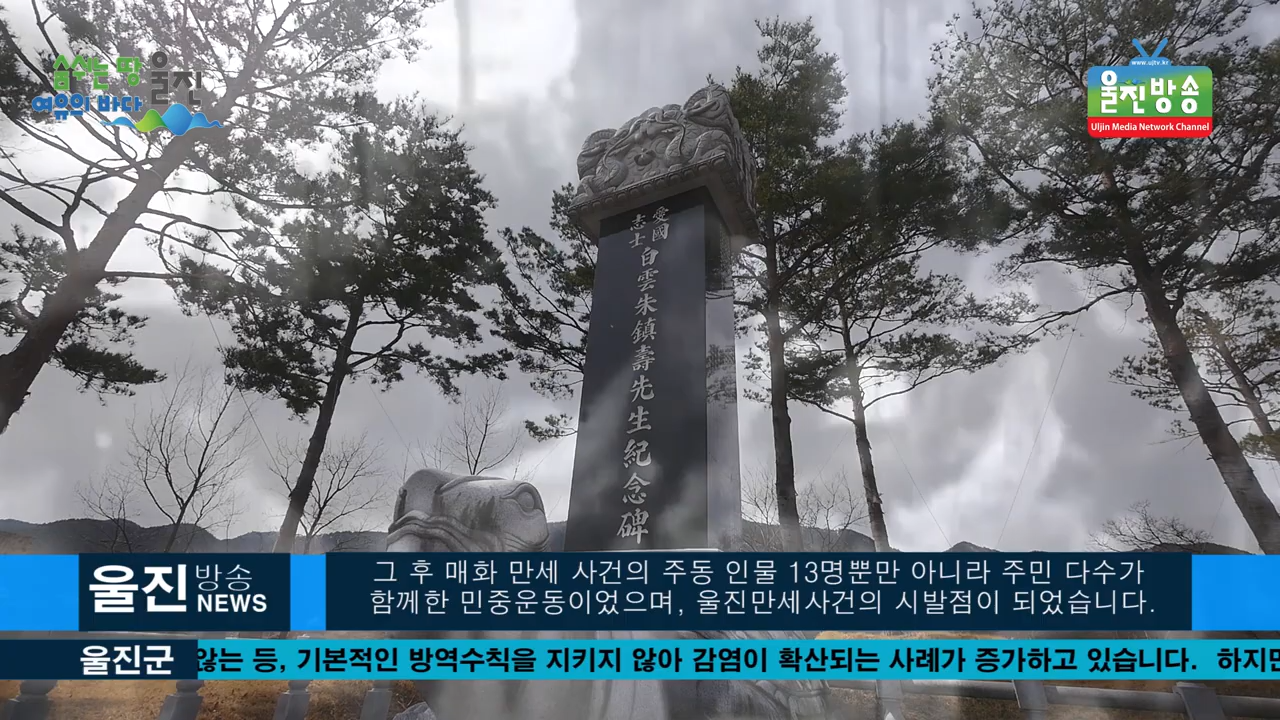 숨쉬는 땅
여유의 바다
울진
www.ujtv.kr
울진방송
Uljin Media Network Channel
愛國
志士
白雲朱鎭壽先生紀念碑
울진 방송
NEWS
그 후 매화 만세 사건의 주동 인물 13명뿐만 아니라 주민 다수가
함께한 민중운동이었으며, 울진만세사건의 시발점이 되었습니다.
울진군
않는 등, 기본적인 방역수칙을 지키지 않아 감염이 확산되는 사례가 증가하고 있습니다. 하지만